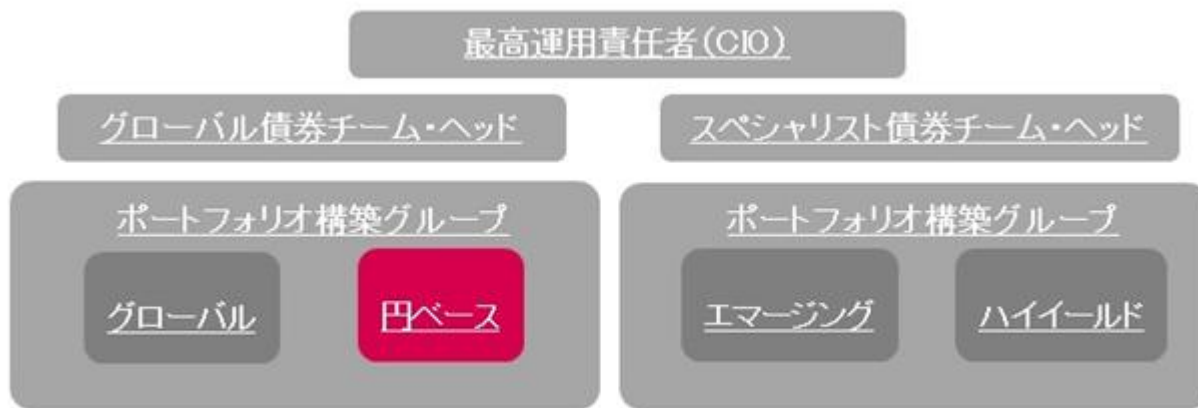 最高運用責任者(CIO)
グローバル債券チーム・ヘッド
スペシャリスト債券チーム・ヘッド
ポートフォリオ構築グループ
グローバル
円ベース
ポートフォリオ構築グループ
エマージング
ハイイールド